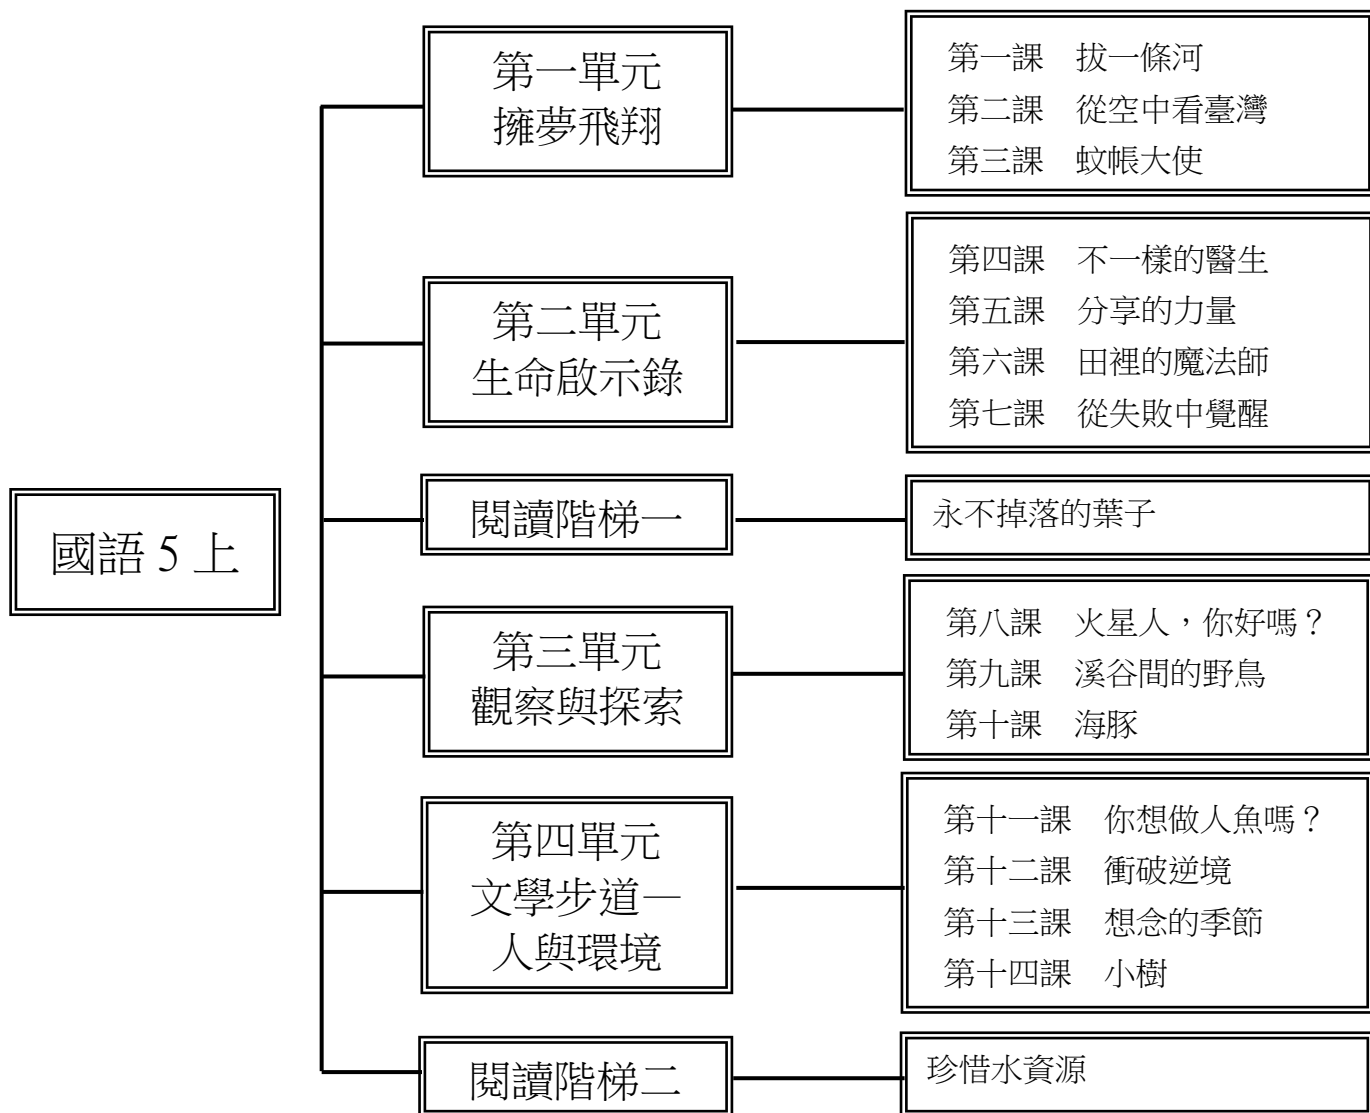 國語 5 上
第一單元
擁夢飛翔
第一課　拔一條河
第二課　從空中看臺灣
第三課　蚊帳大使
第二單元
生命啟示錄
第四課　不一樣的醫生
第五課　分享的力量
第六課　田裡的魔法師
第七課　從失敗中覺醒
閱讀階梯一
永不掉落的葉子
第三單元
觀察與探索
第八課　火星人，你好嗎？
第九課　溪谷間的野鳥
第十課　海豚
第四單元
文學步道—
人與環境
第十一課　你想做人魚嗎？
第十二課　衝破逆境
第十三課　想念的季節
第十四課　小樹
閱讀階梯二
珍惜水資源